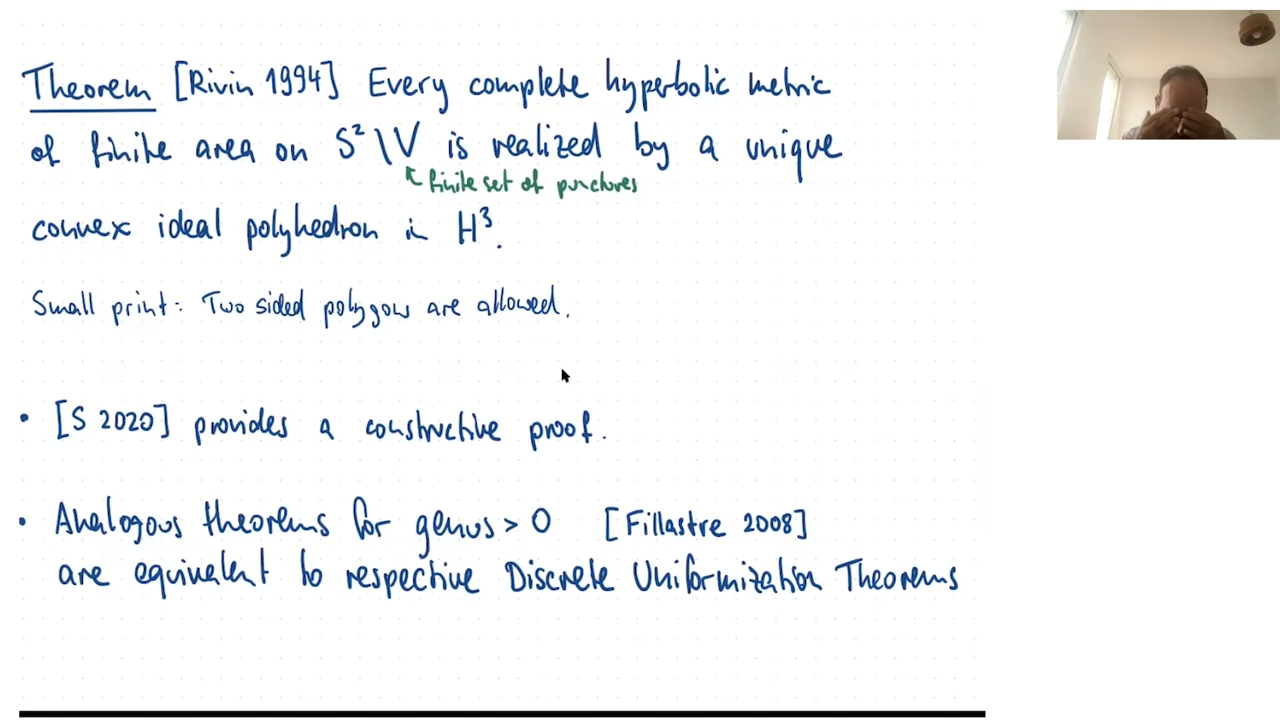 Theorem [Rivin 1994] Every complete hyperbolic metric
of finite area on S²\V is realized by a unique
finite set of punctures
convex ideal polyhedron in H³.
Small print: Two sided polygons are allowed.
• [S 2020] provides a constructive proof.
• Analogous theorems for genus > 0 [Fillastre 2008]
are equivalent to respective Discrete Uniformization Theorems